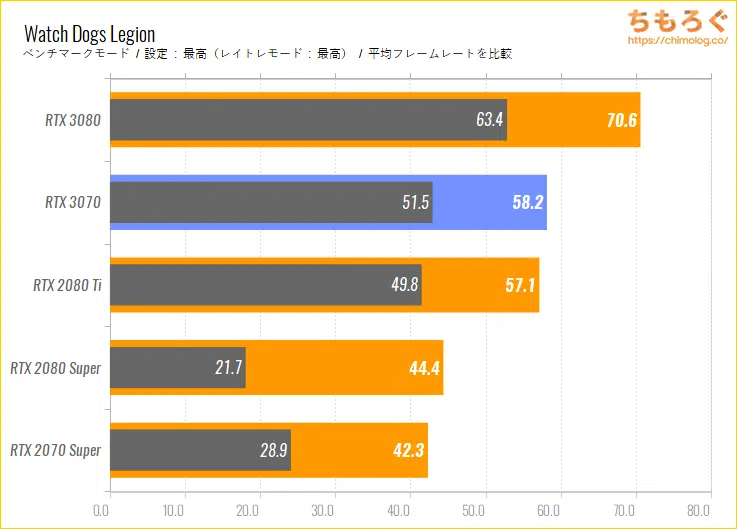 ちもろぐ
https://chimolog.co/
Watch Dogs Legion
ベンチマークモード / 設定 : 最高（レイトレモード : 最高） / 平均フレームレートを比較
RTX 3080 63.4 70.6
RTX 3070 51.5 58.2
RTX 2080 Ti 49.8 57.1
RTX 2080 Super 21.7 44.4
RTX 2070 Super 28.9 42.3
0.0 10.0 20.0 30.0 40.0 50.0 60.0 70.0 80.0